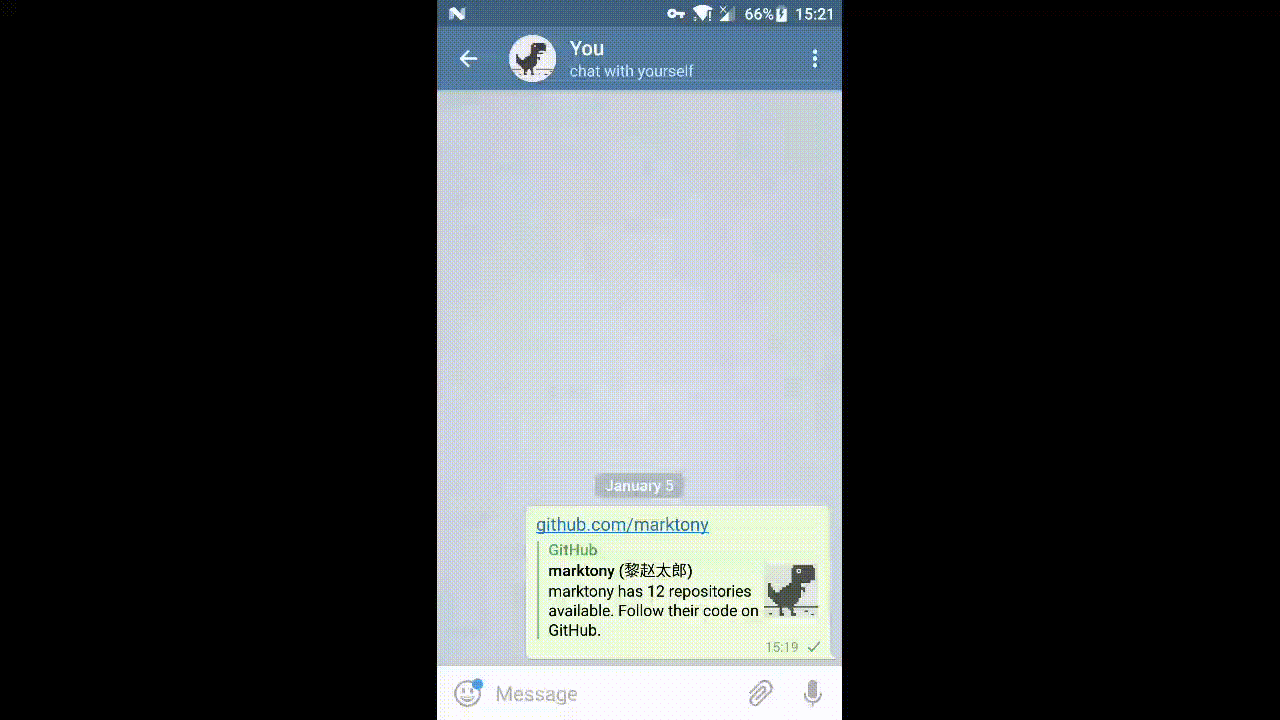 66% 15:21
You
chat with yourself
January 5
github.com/marktony
GitHub
marktony (黎赵太郎)
marktony has 12 repositories
available. Follow their code on
GitHub.
15:19
Message